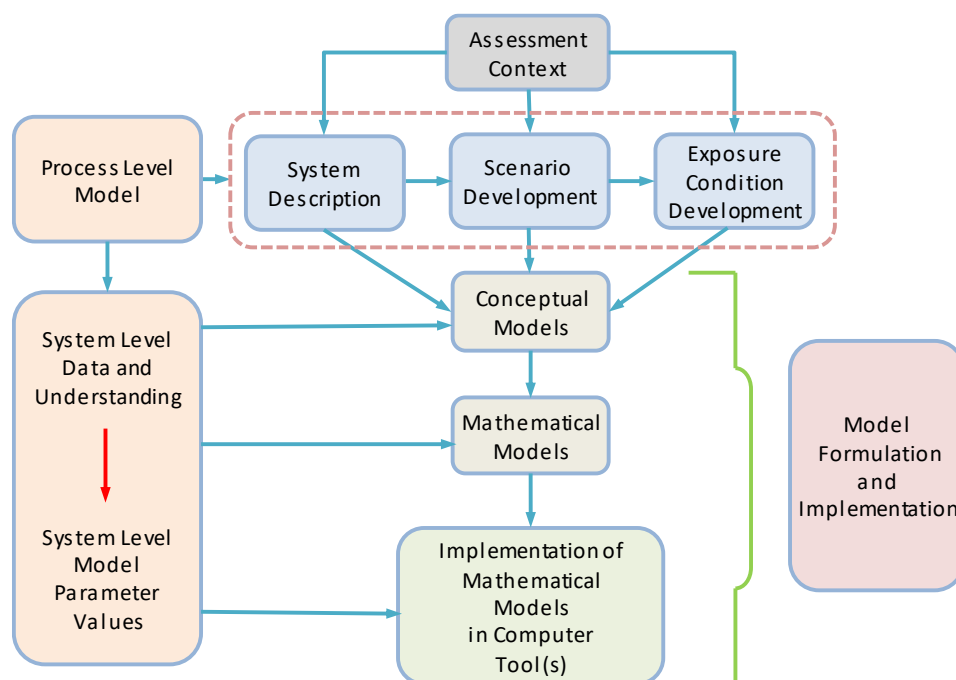 Assessment
Context
Process Level
Model
System
Description
Scenario
Development
Exposure
Condition
Development
Conceptual
Models
System Level
Data and
Understanding
Mathematical
Models
Model
Formulation
and
Implementation
System Level
Model
Parameter
Values
Implementation of
Mathematical
Models
in Computer
Tool(s)